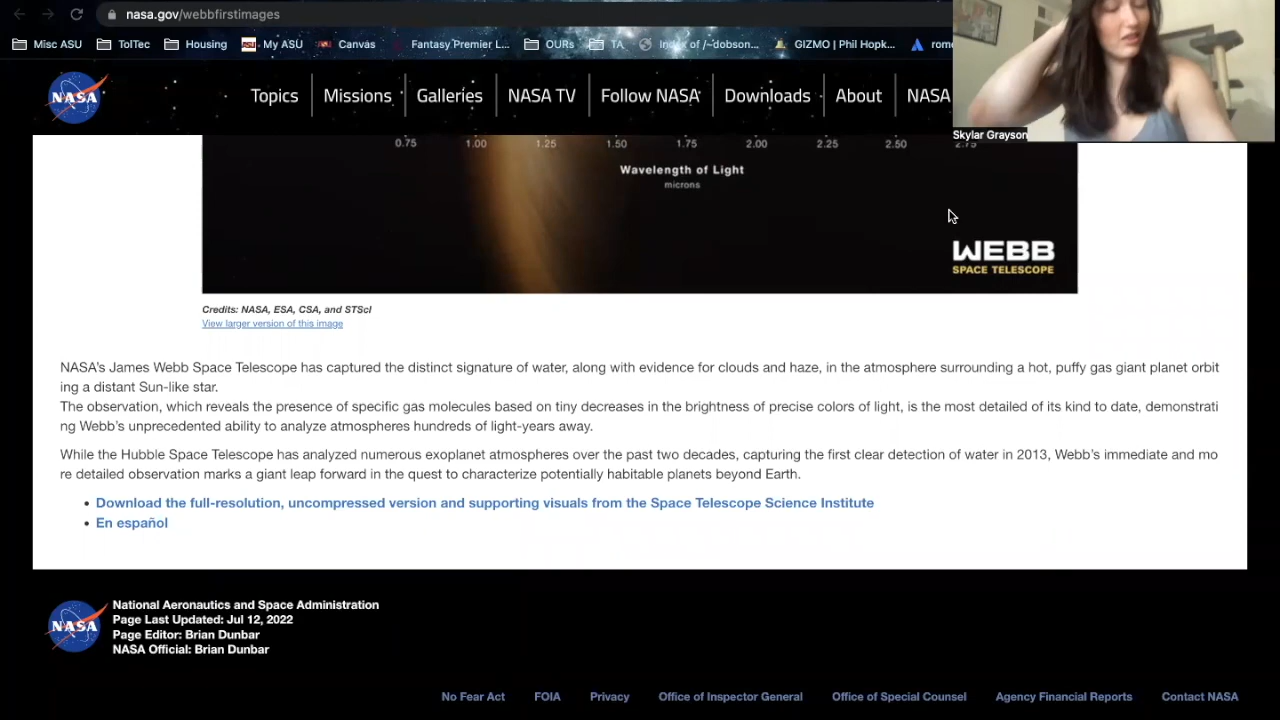 nasa.gov/webbfirstimages
Misc ASU TolTec Housing My ASU Canvas Fantasy Premier L... OURs TA Index of /~dobson... GIZMO | Phil Hopk... rome
NASA Topics Missions Galleries NASA TV Follow NASA Downloads About NASA
Skylar Grayson
0.75 1.00 1.25 1.50 1.75 2.00 2.25 2.50 2.75
Wavelength of Light
microns
WEBB
SPACE TELESCOPE
Credits: NASA, ESA, CSA, and STScI
View larger version of this image
NASA's James Webb Space Telescope has captured the distinct signature of water, along with evidence for clouds and haze, in the atmosphere surrounding a hot, puffy gas giant planet orbit
ing a distant Sun-like star.
The observation, which reveals the presence of specific gas molecules based on tiny decreases in the brightness of precise colors of light, is the most detailed of its kind to date, demonstrati
ng Webb's unprecedented ability to analyze atmospheres hundreds of light-years away.
While the Hubble Space Telescope has analyzed numerous exoplanet atmospheres over the past two decades, capturing the first clear detection of water in 2013, Webb's immediate and mo
re detailed observation marks a giant leap forward in the quest to characterize potentially habitable planets beyond Earth.
• Download the full-resolution, uncompressed version and supporting visuals from the Space Telescope Science Institute
• En español
NASA
National Aeronautics and Space Administration
Page Last Updated: Jul 12, 2022
Page Editor: Brian Dunbar
NASA Official: Brian Dunbar
No Fear Act FOIA Privacy Office of Inspector General Office of Special Counsel Agency Financial Reports Contact NASA